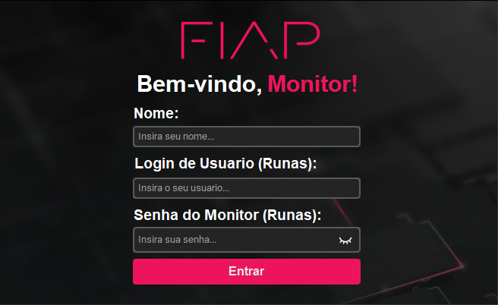 FIAP
Bem-vindo, Monitor!
Nome:
Insira seu nome...
Login de Usuario (Runas):
Insira o seu usuario...
Senha do Monitor (Runas):
Insira sua senha...
Entrar